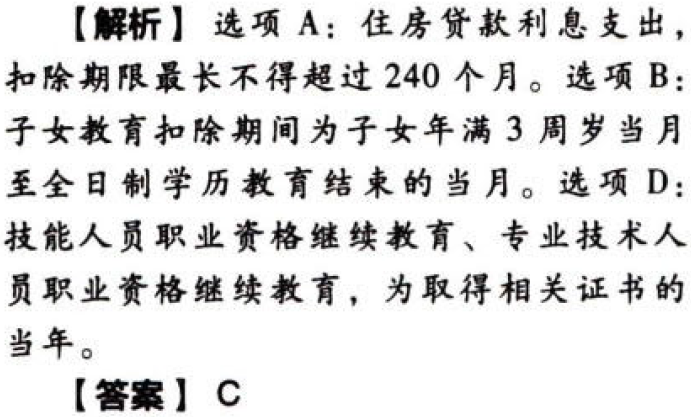 【解析】 选项 A：住房贷款利息支出，
扣除期限最长不得超过 240 个月。选项 B：
子女教育扣除期间为子女年满 3 周岁当月
至全日制学历教育结束的当月。选项 D：
技能人员职业资格继续教育、专业技术人
员职业资格继续教育，为取得相关证书的
当年。
【答案】 C